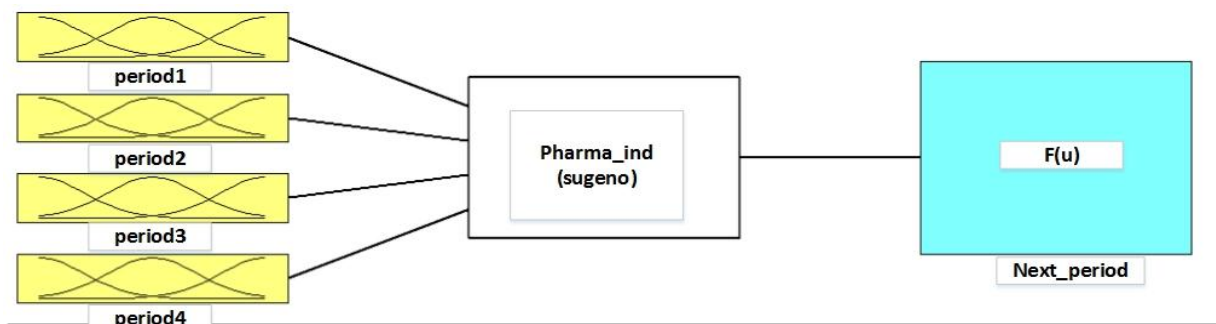 period1
period2
period3
period4
Pharma_ind
(sugeno)
F(u)
Next_period